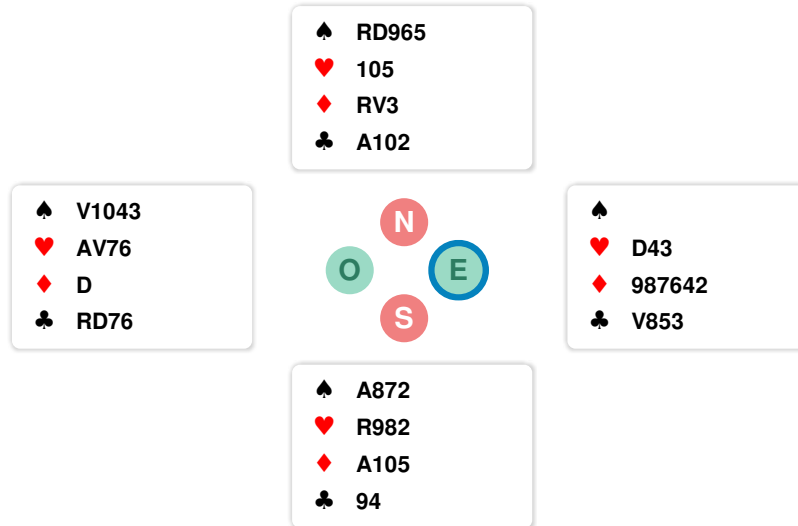 ♠ RD965
♥ 105
♦ RV3
♣ A102
♠ V1043
♥ AV76
♦ D
♣ RD76
N
O E
S
♠
♥ D43
♦ 987642
♣ V853
♠ A872
♥ R982
♦ A105
♣ 94